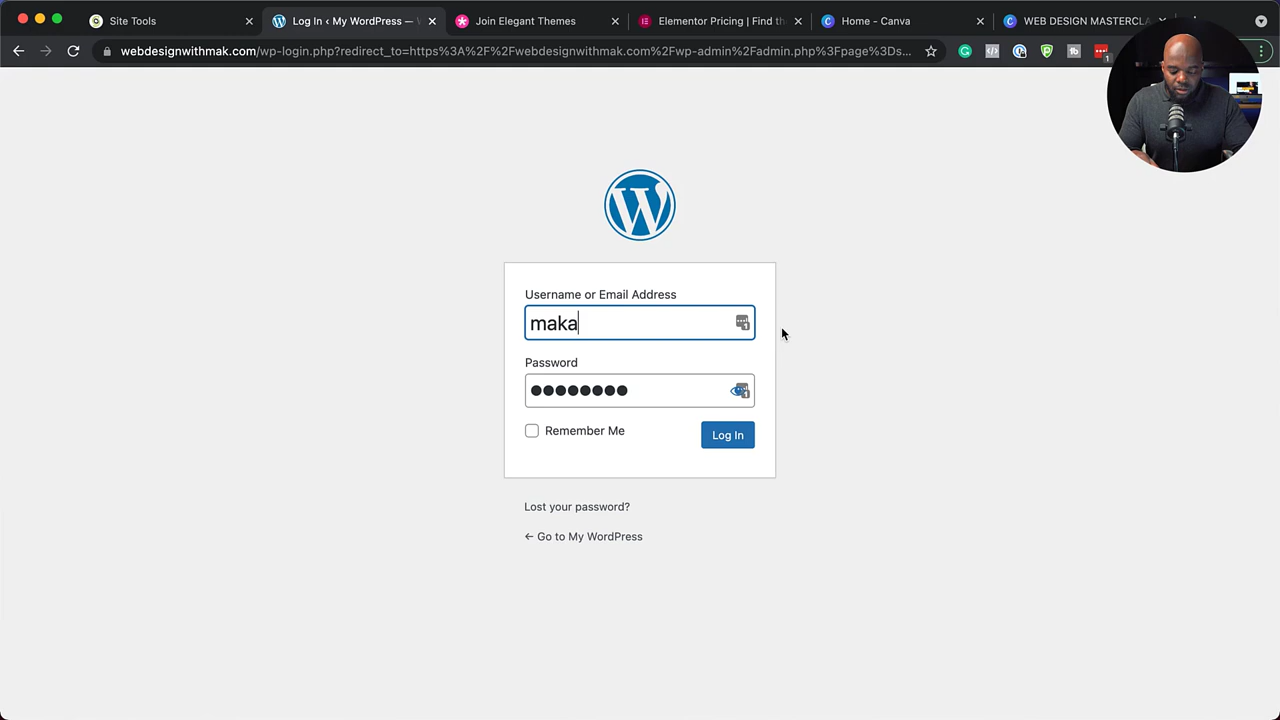 Site Tools
Log In ‹ My WordPress —
Join Elegant Themes
Elementor Pricing | Find th
Home - Canva
WEB DESIGN MASTERCLA
webdesignwithmak.com/wp-login.php?redirect_to=https%3A%2F%2Fwebdesignwithmak.com%2Fwp-admin%2Fadmin.php%3Fpage%3Ds...
Username or Email Address
maka
Password
Remember Me
Log In
Lost your password?
← Go to My WordPress